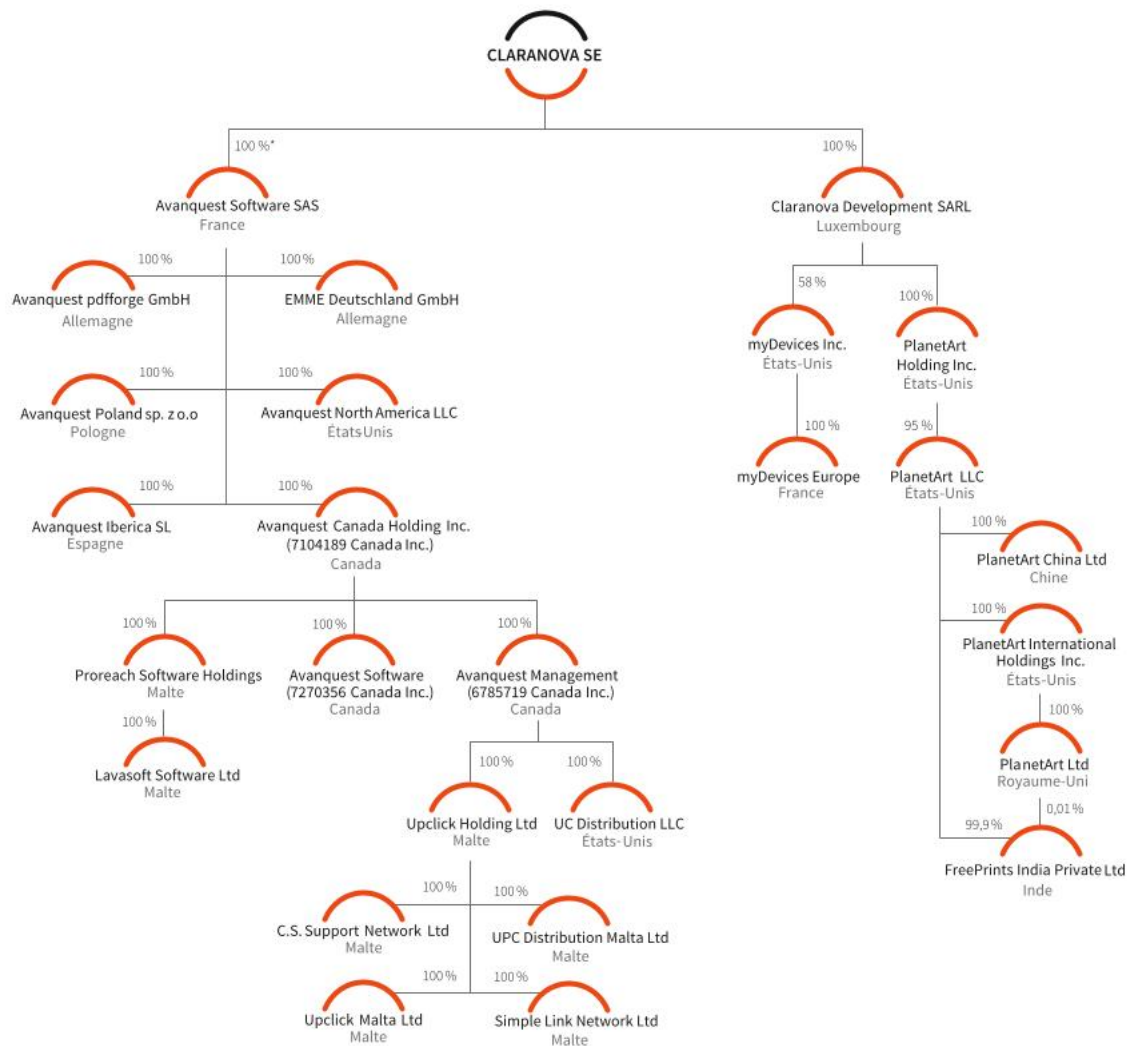 CLARANOVA SE
100 %*
100 %
Avanquest Software SAS
France
Claranova Development SARL
Luxembourg
100 %
100 %
Avanquest pdfforge GmbH
Allemagne
EMME Deutschland GmbH
Allemagne
58 %
100 %
myDevices Inc.
États-Unis
PlanetArt
Holding Inc.
États-Unis
100 %
100 %
Avanquest Poland sp. z o.o
Pologne
Avanquest North America LLC
États Unis
100 %
95 %
myDevices Europe
France
PlanetArt LLC
États-Unis
100 %
100 %
Avanquest Iberica SL
Espagne
Avanquest Canada Holding Inc.
(7104189 Canada Inc.)
Canada
100 %
PlanetArt China Ltd
Chine
100 %
100 %
100 %
Proreach Software Holdings
Malte
Avanquest Software
(7270356 Canada Inc.)
Canada
Avanquest Management
(6785719 Canada Inc.)
Canada
100 %
PlanetArt International
Holdings Inc.
États-Unis
100 %
Lavasoft Software Ltd
Malte
100 %
PlanetArt Ltd
Royaume-Uni
100 %
100 %
Upclick Holding Ltd
Malte
UC Distribution LLC
États-Unis
0,01 %
99,9 %
FreePrints India Private Ltd
Inde
100 %
100 %
C.S. Support Network Ltd
Malte
UPC Distribution Malta Ltd
Malte
100 %
100 %
Upclick Malta Ltd
Malte
Simple Link Network Ltd
Malte